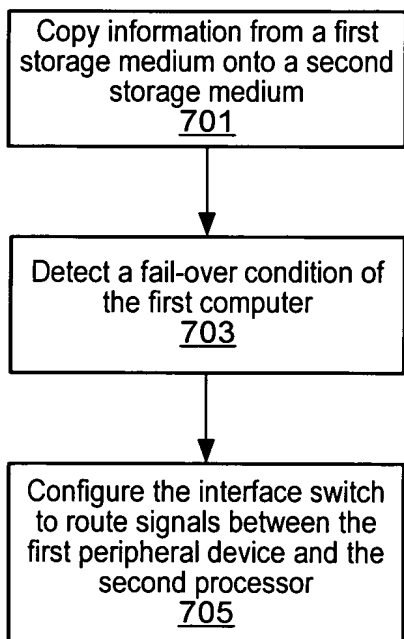 Copy information from a first
storage medium onto a second
storage medium
701
Detect a fail-over condition of
the first computer
703
Configure the interface switch
to route signals between the
first peripheral device and the
second processor
705